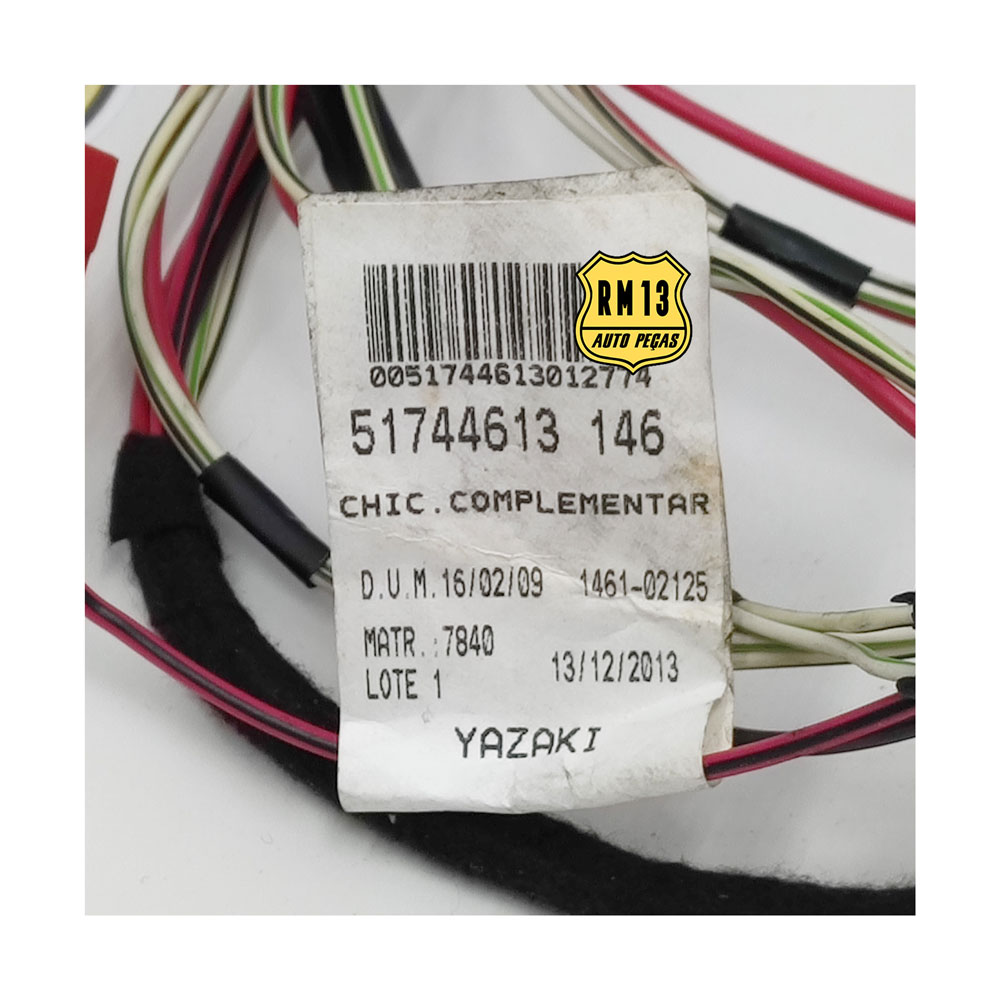 RM 13
AUTO PEÇAS
0051744613012774
51744613 146
CHIC.COMPLEMENTAR
D.U.M.16/02/09 1461-02125
MATR.:7840
LOTE 1 13/12/2013
YAZAKI